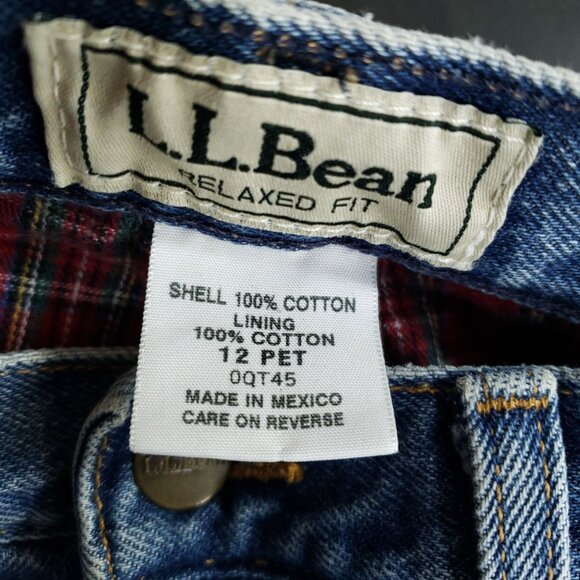 L.L.Bean
RELAXED FIT
SHELL 100% COTTON
LINING
100% COTTON
12 PET
0QT45
MADE IN MEXICO
CARE ON REVERSE